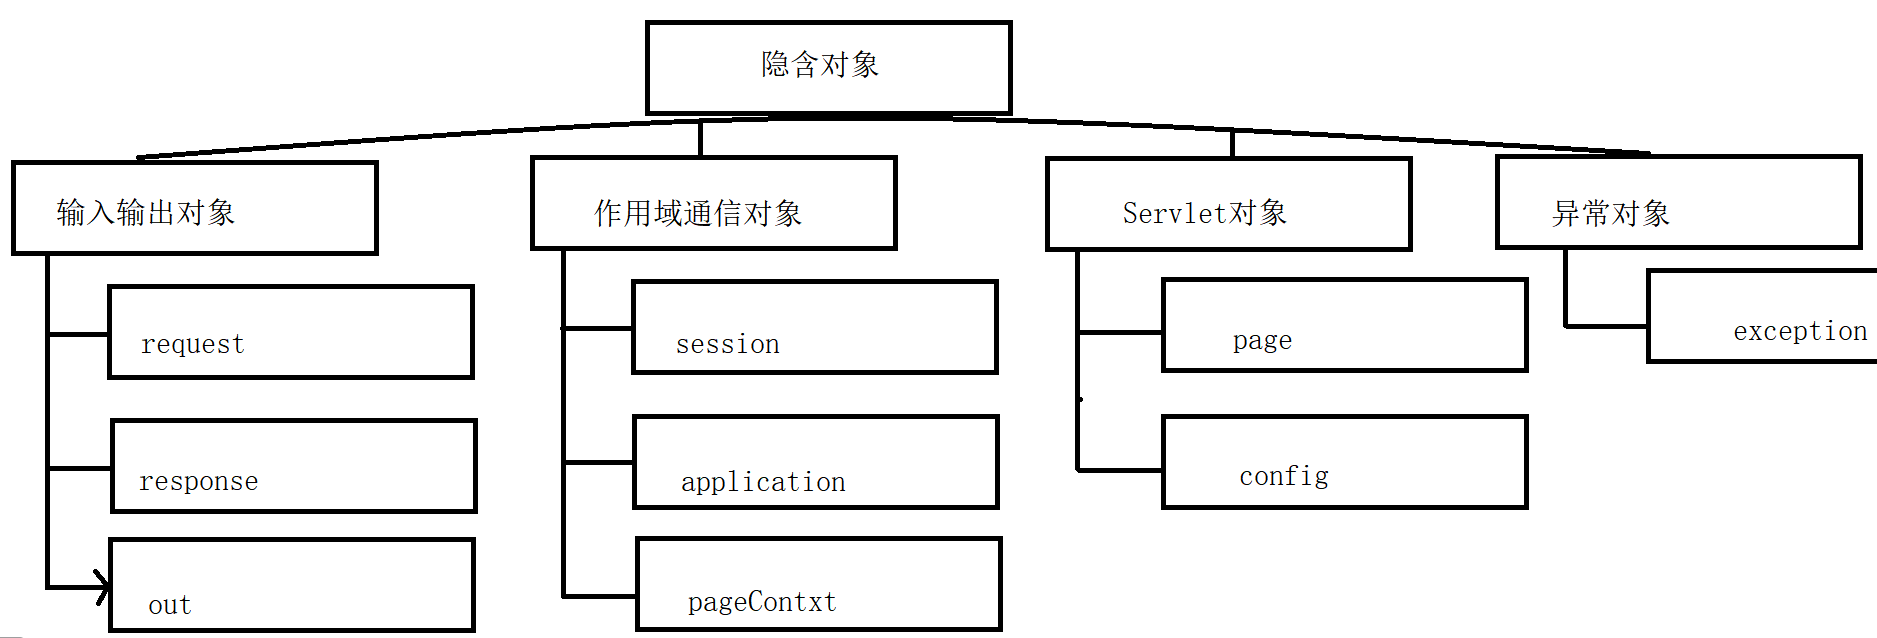 隐含对象
输入输出对象
作用域通信对象
Servlet对象
异常对象
request
session
page
exception
response
application
config
out
pageContxt